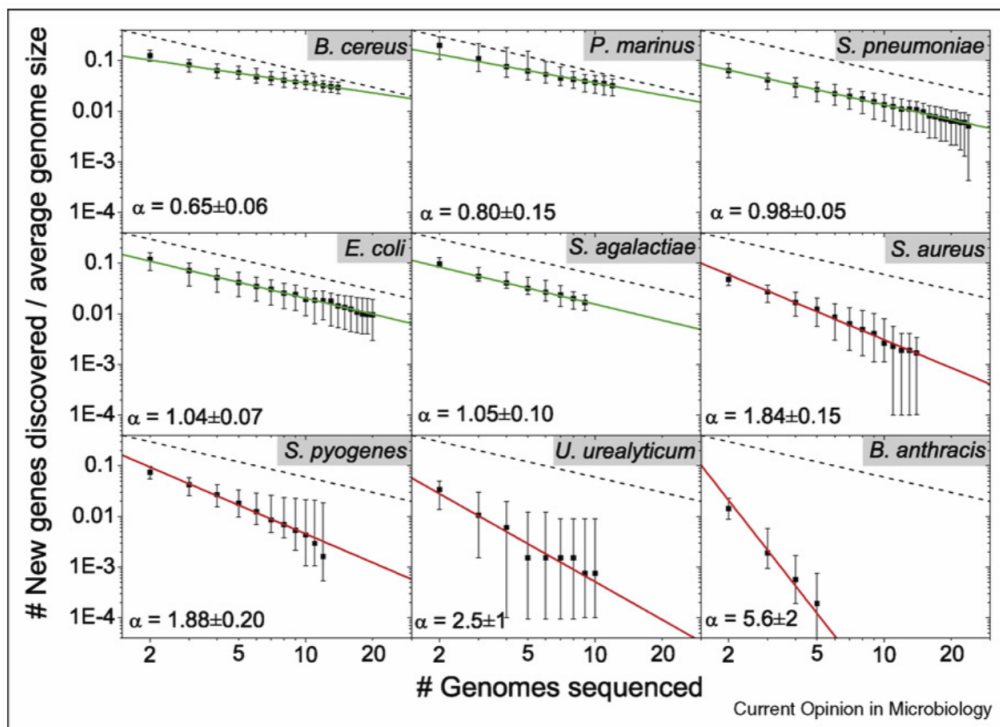 # New genes discovered / average genome size
B. cereus
P. marinus
S. pneumoniae
0.1
0.01
1E-3
1E-4
α = 0.65±0.06
α = 0.80±0.15
α = 0.98±0.05
E. coli
S. agalactiae
S. aureus
0.1
0.01
1E-3
1E-4
α = 1.04±0.07
α = 1.05±0.10
α = 1.84±0.15
S. pyogenes
U. urealyticum
B. anthracis
0.1
0.01
1E-3
1E-4
α = 1.88±0.20
α = 2.5±1
α = 5.6±2
2 5 10 20 2 5 10 20 2 5 10 20
# Genomes sequenced
Current Opinion in Microbiology